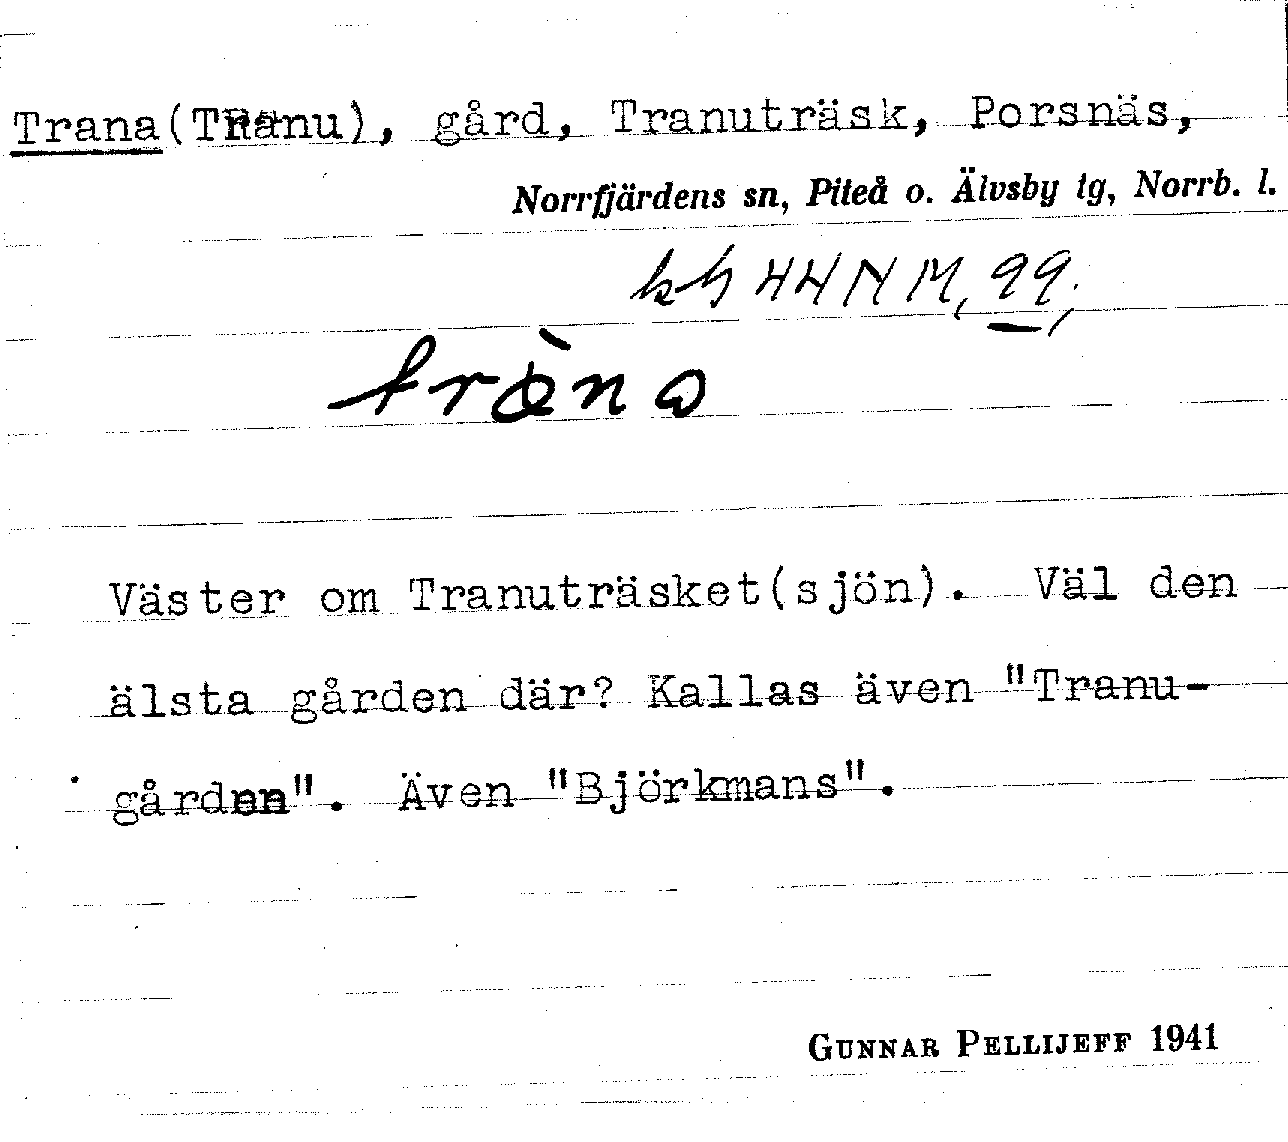 Trana(Tranu), gård, Tranuträsk, Porsnäs,
Norrfjärdens sn, Piteå o. Älvsby tg, Norrb. l.
99
Väster om Tranuträsket(sjön). Väl den
älsta gården där? Kallas även "Tranu-
gården". Även "Björkmans".
GUNNAR PELLIJEFF 1941